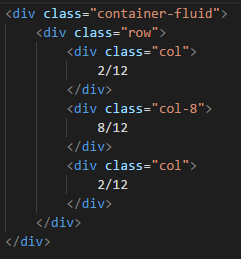 <div class="container-fluid">
    <div class="row">
        <div class="col">
            2/12
        </div>
        <div class="col-8">
            8/12
        </div>
        <div class="col">
            2/12
        </div>
    </div>
</div>